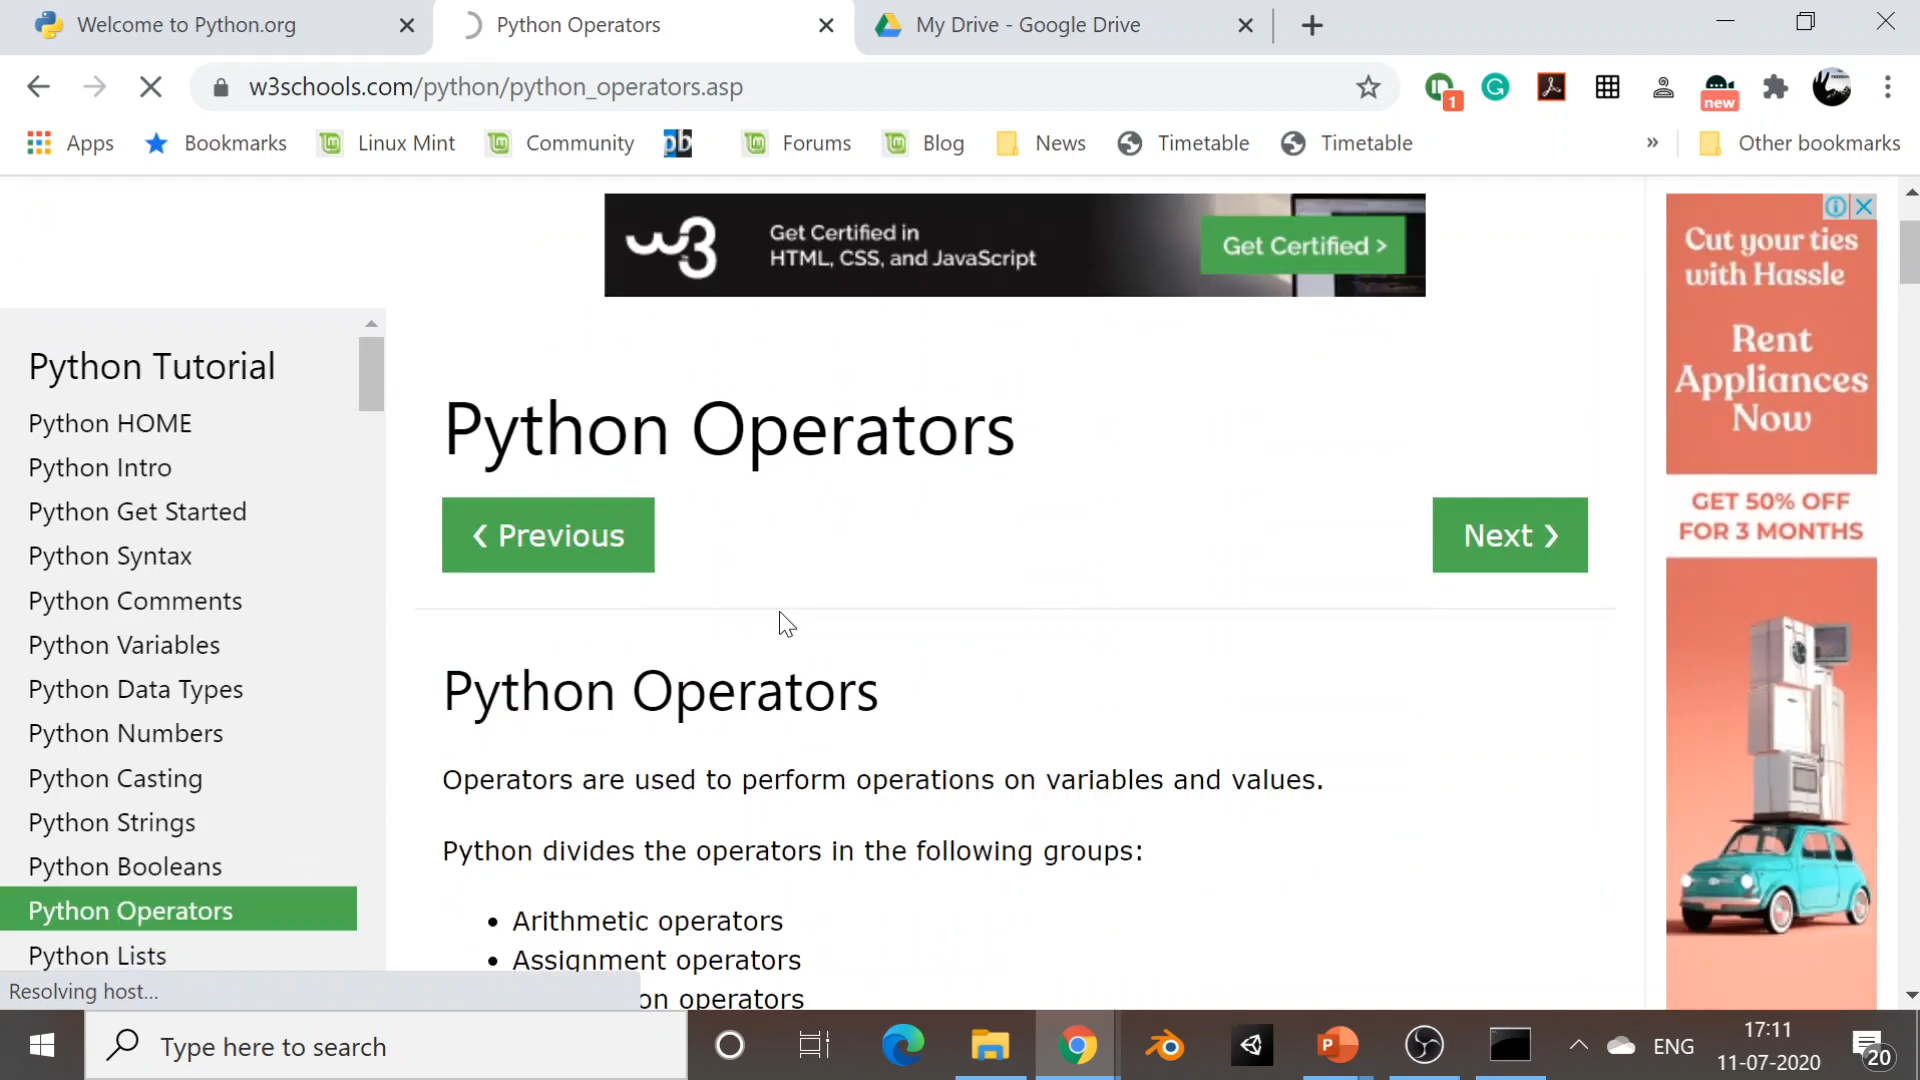 Welcome to Python.org
Python Operators
My Drive - Google Drive
w3schools.com/python/python_operators.asp
1
new
Apps
Bookmarks
Linux Mint
Community
pb
Forums
Blog
News
Timetable
Timetable
»
Other bookmarks
w3
Get Certified in
HTML, CSS, and JavaScript
Get Certified >
Cut your ties
with Hassle
Rent
Appliances
Now
GET 50% OFF
FOR 3 MONTHS
Python Tutorial
Python HOME
Python Intro
Python Get Started
Python Syntax
Python Comments
Python Variables
Python Data Types
Python Numbers
Python Casting
Python Strings
Python Booleans
Python Operators
Python Lists
Python Operators
❮ Previous
Next ❯
Python Operators
Operators are used to perform operations on variables and values.
Python divides the operators in the following groups:
• Arithmetic operators
• Assignment operators
on operators
Resolving host...
Type here to search
ENG
17:11
11-07-2020
20